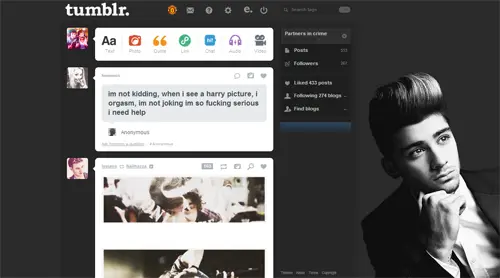 tumblr.
Search tags
Aa
Text
Photo
Quote
Link
Chat
Audio
Video
Partners in crime
Posts
Followers
Liked 433 posts
Following 274 blogs
Find blogs
im not kidding, when i see a harry picture, i
orgasm, im not joking im so fucking serious
i need help
Anonymous
Themes About Terms Copyright